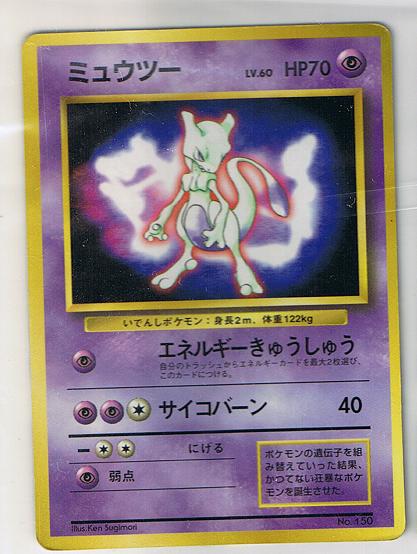 ミュウツー LV.60 HP70
いでんしポケモン：身長2m、体重122kg
エネルギーきゅうしゅう
自分のトラッシュからエネルギーカードを最大2枚選び、
このカードにつける。
サイコバーン 40
にげる
弱点
ポケモンの遺伝子を組
み替えていった結果、
かつてない狂暴なポケ
モンを誕生させた。
Illus.Ken Sugimori
No.150